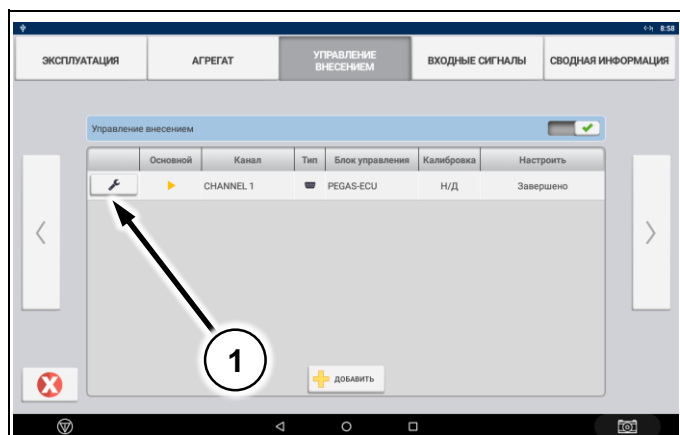 8:58
ЭКСПЛУАТАЦИЯ
АГРЕГАТ
УПРАВЛЕНИЕ
ВНЕСЕНИЕМ
ВХОДНЫЕ СИГНАЛЫ
СВОДНАЯ ИНФОРМАЦИЯ
Управление внесением
Основной Канал Тип Блок управления Калибровка Настроить
CHANNEL 1 PEGAS-ECU Н/Д Завершено
1
ДОБАВИТЬ